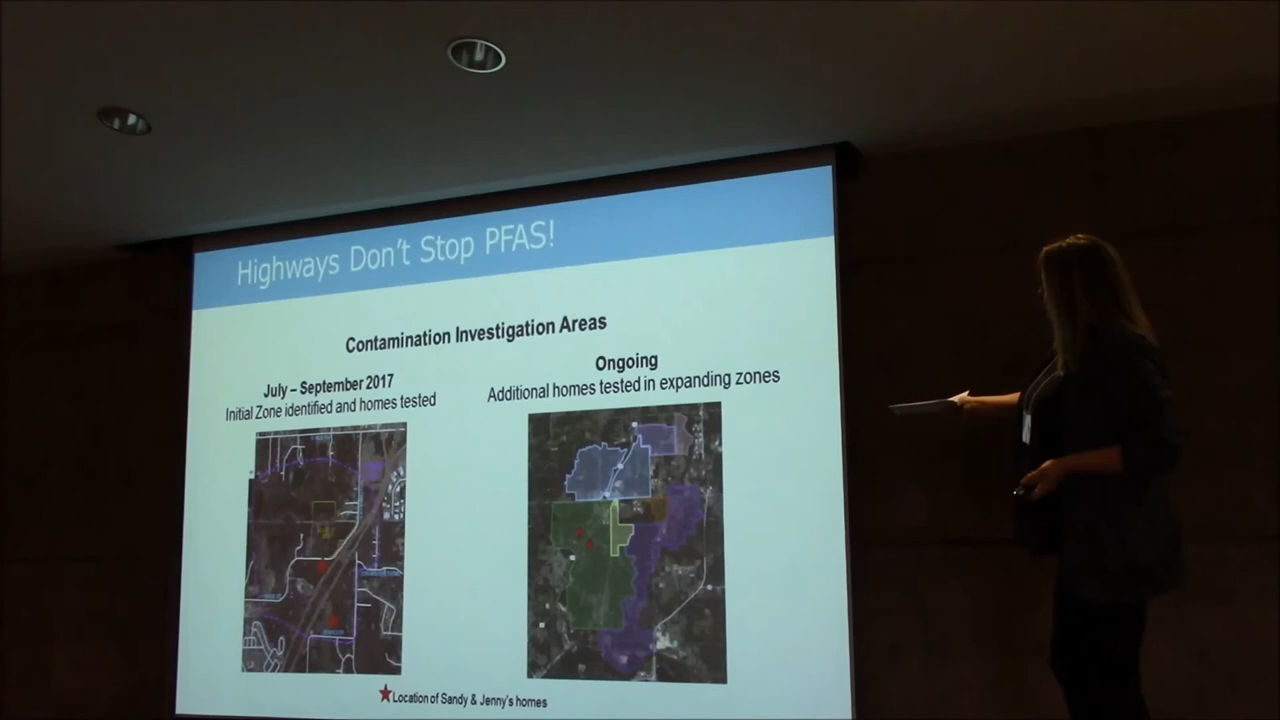 Highways Don't Stop PFAS!
Contamination Investigation Areas
July – September 2017
Initial Zone identified and homes tested
Ongoing
Additional homes tested in expanding zones
Location of Sandy & Jenny's homes